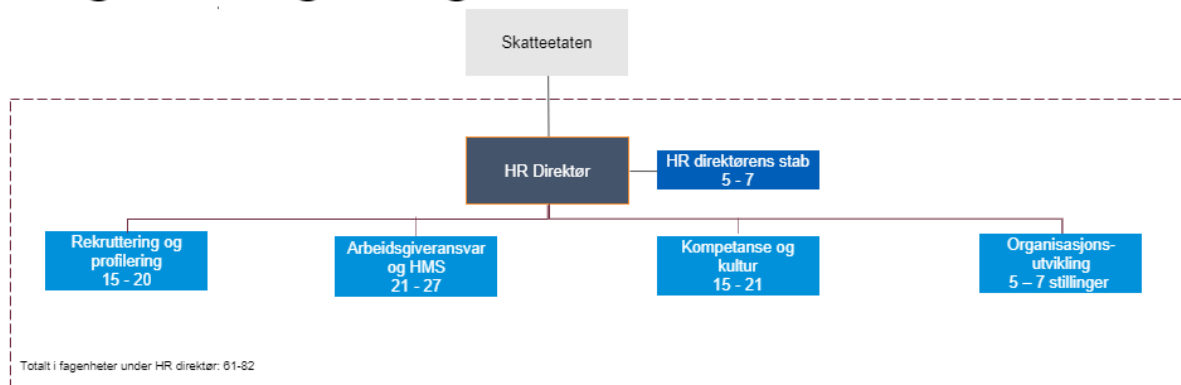 Skatteetaten
HR Direktør
HR direktørens stab
5 - 7
Rekruttering og
profilering
15 - 20
Arbeidsgiveransvar
og HMS
21 - 27
Kompetanse og
kultur
15 - 21
Organisasjons-
utvikling
5 – 7 stillinger
Totalt i fagenheter under HR direktør: 61-82